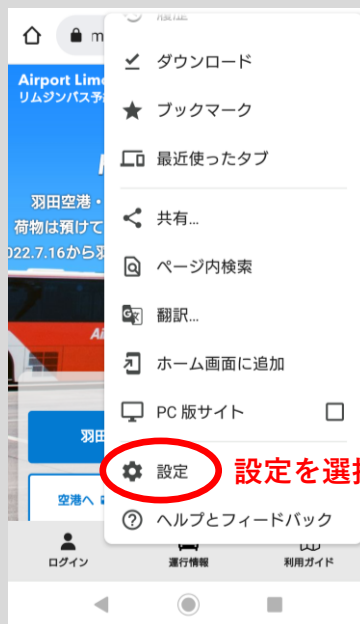 履歴
m
Airport Lim
リムジンバス予
羽田空港・
荷物は預けて
022.7.16から羽
羽田
空港へ
ダウンロード
ブックマーク
最近使ったタブ
共有...
ページ内検索
翻訳...
ホーム画面に追加
PC 版サイト
設定
設定を選択
ヘルプとフィードバック
ログイン
運行情報
利用ガイド